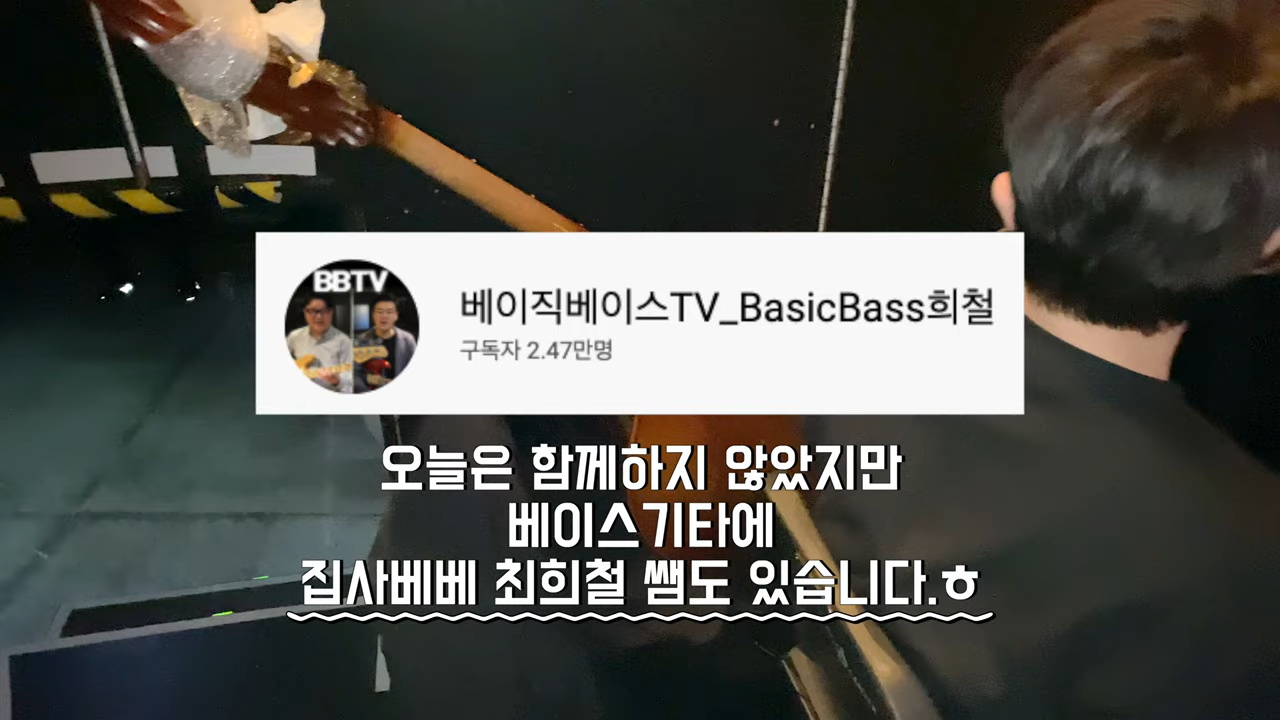 BBTV
베이직베이스TV_BasicBass희철
구독자 2.47만명
오늘은 함께하지 않았지만
베이스기타에
집사베베 최희철 쌤도 있습니다.ㅎ